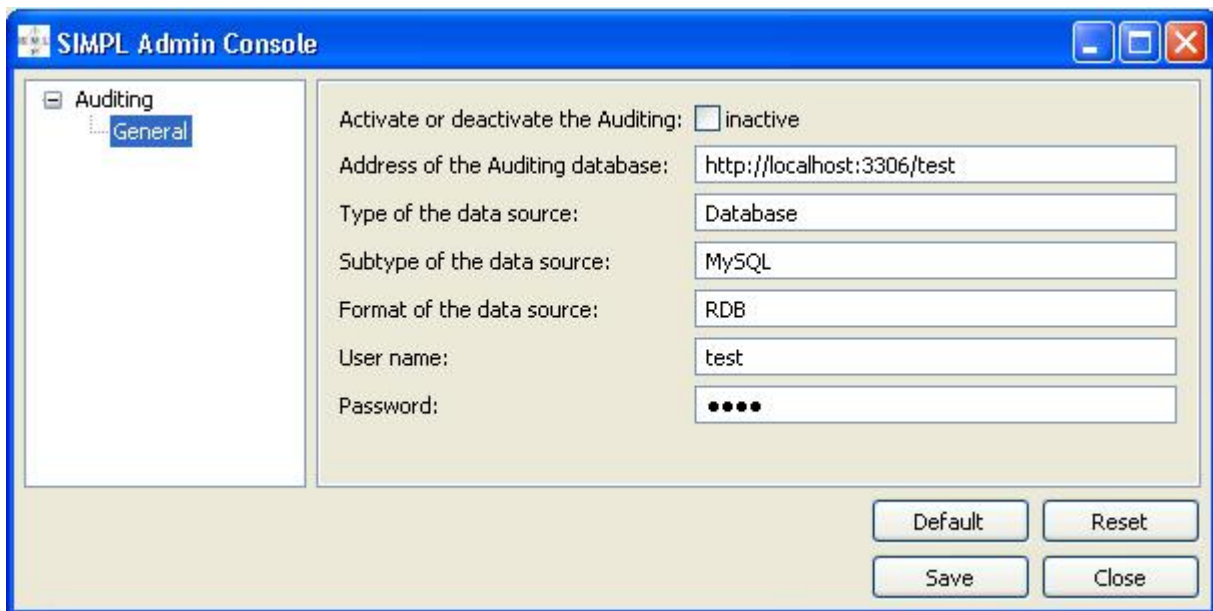 SIMPL Admin Console
Auditing
General
Activate or deactivate the Auditing: inactive
Address of the Auditing database: http://localhost:3306/test
Type of the data source: Database
Subtype of the data source: MySQL
Format of the data source: RDB
User name: test
Password: ●●●●
Default Reset
Save Close